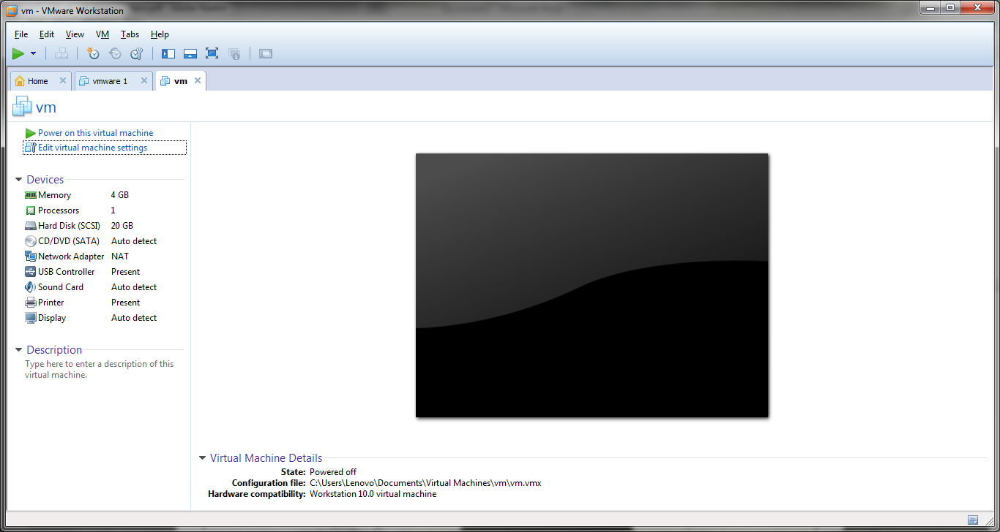 vm - VMware Workstation
File Edit View VM Tabs Help
Home vmware 1 vm
vm
Power on this virtual machine
Edit virtual machine settings
Devices
Memory 4 GB
Processors 1
Hard Disk (SCSI) 20 GB
CD/DVD (SATA) Auto detect
Network Adapter NAT
USB Controller Present
Sound Card Auto detect
Printer Present
Display Auto detect
Description
Type here to enter a description of this
virtual machine.
Virtual Machine Details
State: Powered off
Configuration file: C:\Users\Lenovo\Documents\Virtual Machines\vm\vm.vmx
Hardware compatibility: Workstation 10.0 virtual machine